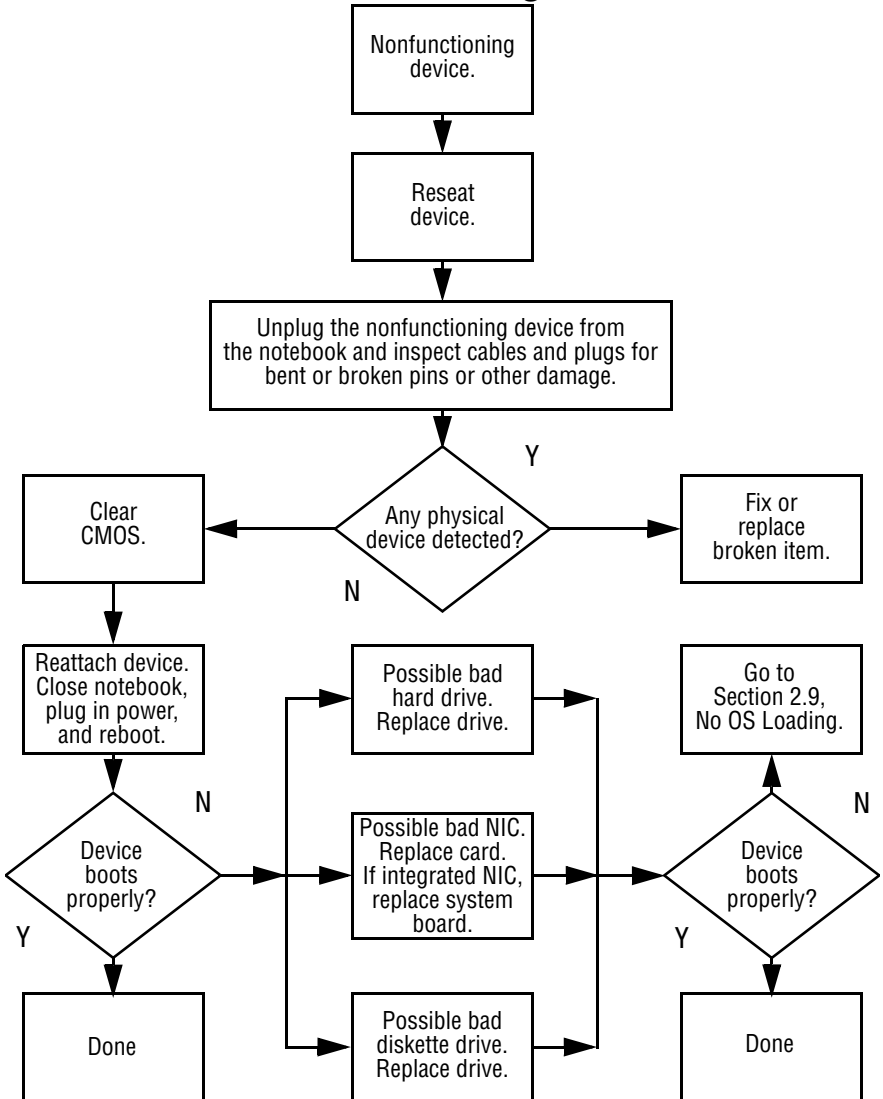 Nonfunctioning
device.
Reseat
device.
Unplug the nonfunctioning device from
the notebook and inspect cables and plugs for
bent or broken pins or other damage.
Y
Clear
CMOS.
Any physical
device detected?
Fix or
replace
broken item.
N
Reattach device.
Close notebook,
plug in power,
and reboot.
Possible bad
hard drive.
Replace drive.
Go to
Section 2.9,
No OS Loading.
N
N
Device
boots
properly?
Possible bad NIC.
Replace card.
If integrated NIC,
replace system
board.
Device
boots
properly?
Y
Y
Done
Possible bad
diskette drive.
Replace drive.
Done